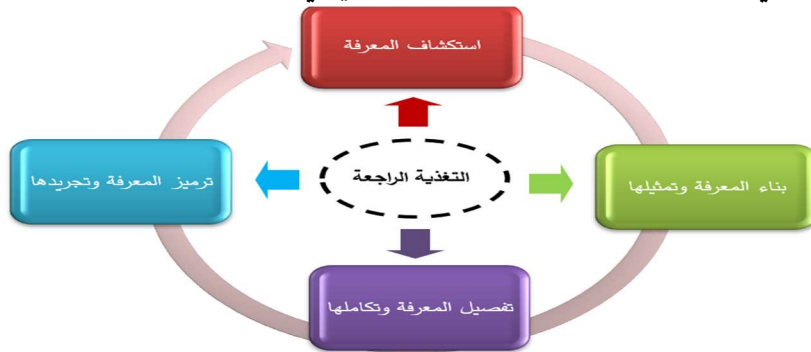 استكشاف المعرفة
ترميز المعرفة وتجريدها
التغذية الراجعة
بناء المعرفة وتمثيلها
تفصيل المعرفة وتكاملها